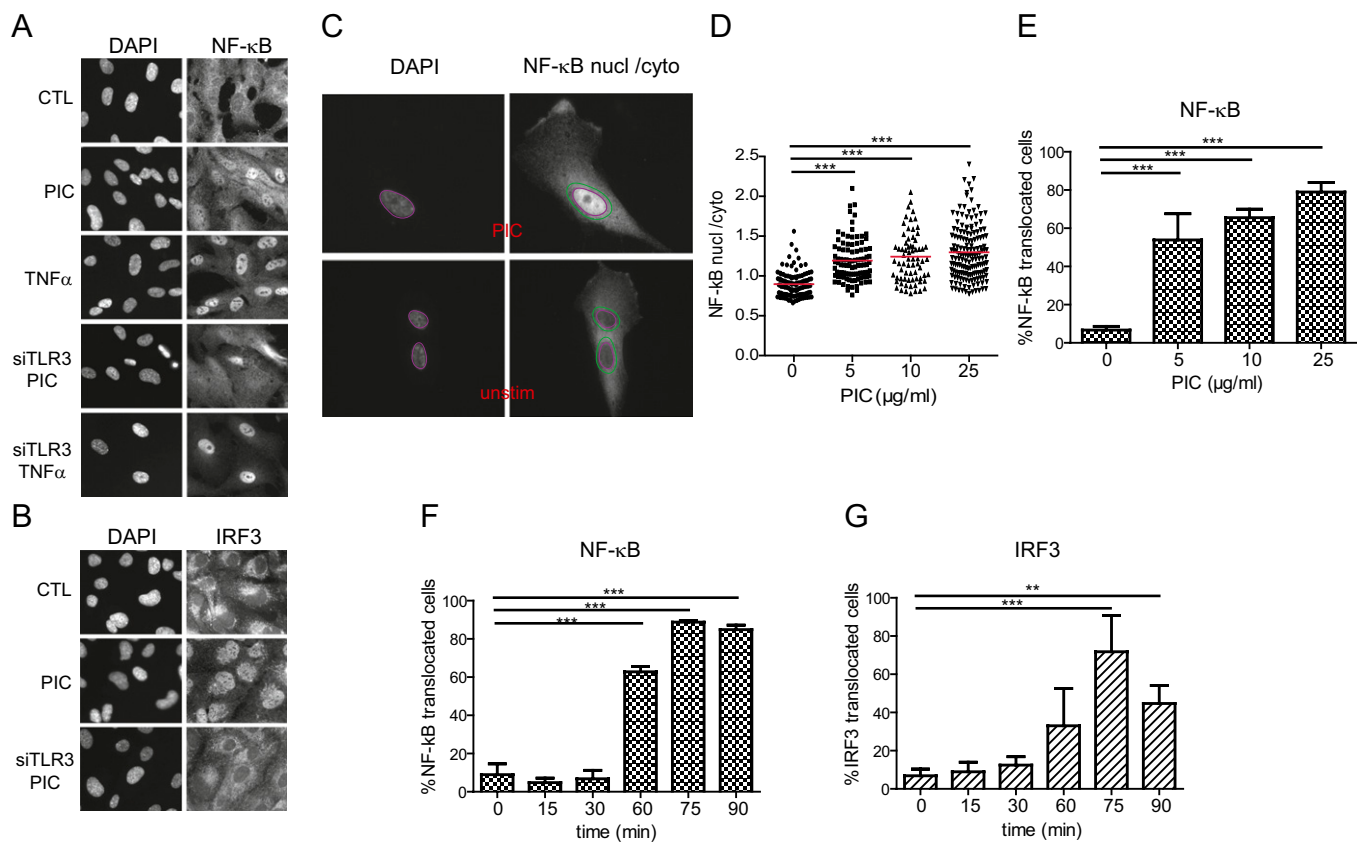 A
DAPI NF-κB
CTL
PIC
TNFα
siTLR3
PIC
siTLR3
TNFα
B
DAPI IRF3
CTL
PIC
siTLR3
PIC
C
DAPI NF-κB nucl /cyto
PIC
unstim
D
***
***
***
NF-kB nucl /cyto
2.5
2.0
1.5
1.0
0.5
0.0
0 5 10 25
PIC (µg/ml)
E
NF-κB
***
***
***
%NF-kB translocated cells
100
80
60
40
20
0
0 5 10 25
PIC (µg/ml)
F
NF-κB
***
***
***
%NF-kB translocated cells
100
80
60
40
20
0
0 15 30 60 75 90
time (min)
G
IRF3
**
***
%IRF3 translocated cells
100
80
60
40
20
0
0 15 30 60 75 90
time (min)